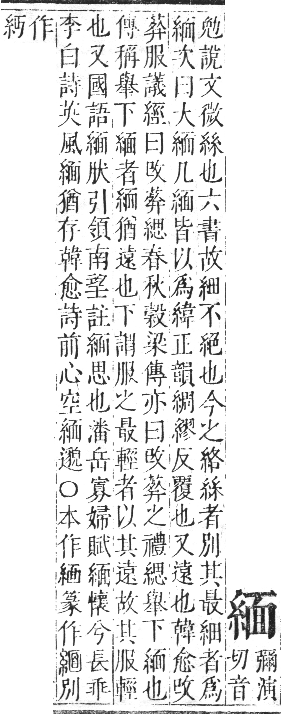 緬彌演切音
勉說文微絲也六書故細不絕也今之絡絲者別其最細者爲
緬次曰大緬凡緬皆以爲緯正韻綢繆反覆也又遠也韓愈改
葬服議經曰改葬緦春秋穀梁傳亦曰改葬之禮緦舉下緬也
傳稱舉下緬者緬猶遠也下謂服之最輕者以其遠故其服輕
也又國語緬狀引領南望註緬思也潘岳寡婦賦緬懷兮長乖
李白詩英風緬猶存韓愈詩前心空緬邈○本作緬篆作別
作